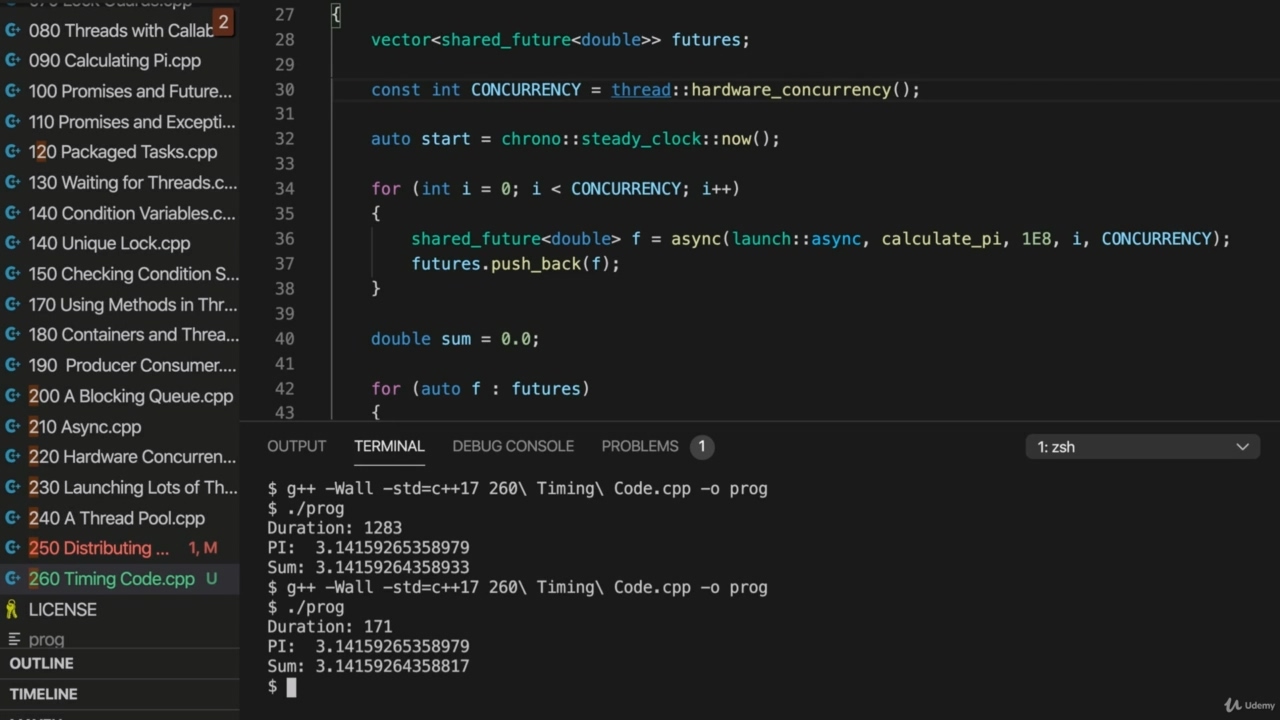 080 Threads with Callab
2
090 Calculating Pi.cpp
100 Promises and Future...
110 Promises and Excepti...
120 Packaged Tasks.cpp
130 Waiting for Threads.c...
140 Condition Variables.c...
140 Unique Lock.cpp
150 Checking Condition S...
170 Using Methods in Thr...
180 Containers and Threa...
190  Producer Consumer....
200 A Blocking Queue.cpp
210 Async.cpp
220 Hardware Concurren...
230 Launching Lots of Th...
240 A Thread Pool.cpp
250 Distributing ... 1, M
260 Timing Code.cpp U
LICENSE
prog
OUTLINE
TIMELINE
27 {
28 vector<shared_future<double>> futures;
29
30 const int CONCURRENCY = thread::hardware_concurrency();
31
32 auto start = chrono::steady_clock::now();
33
34 for (int i = 0; i < CONCURRENCY; i++)
35 {
36 shared_future<double> f = async(launch::async, calculate_pi, 1E8, i, CONCURRENCY);
37 futures.push_back(f);
38 }
39
40 double sum = 0.0;
41
42 for (auto f : futures)
43 {
OUTPUT TERMINAL DEBUG CONSOLE PROBLEMS 1 1: zsh
$ g++ -Wall -std=c++17 260\ Timing\ Code.cpp -o prog
$ ./prog
Duration: 1283
PI:  3.14159265358979
Sum: 3.14159264358933
$ g++ -Wall -std=c++17 260\ Timing\ Code.cpp -o prog
$ ./prog
Duration: 171
PI:  3.14159265358979
Sum: 3.14159264358817
$
Udemy